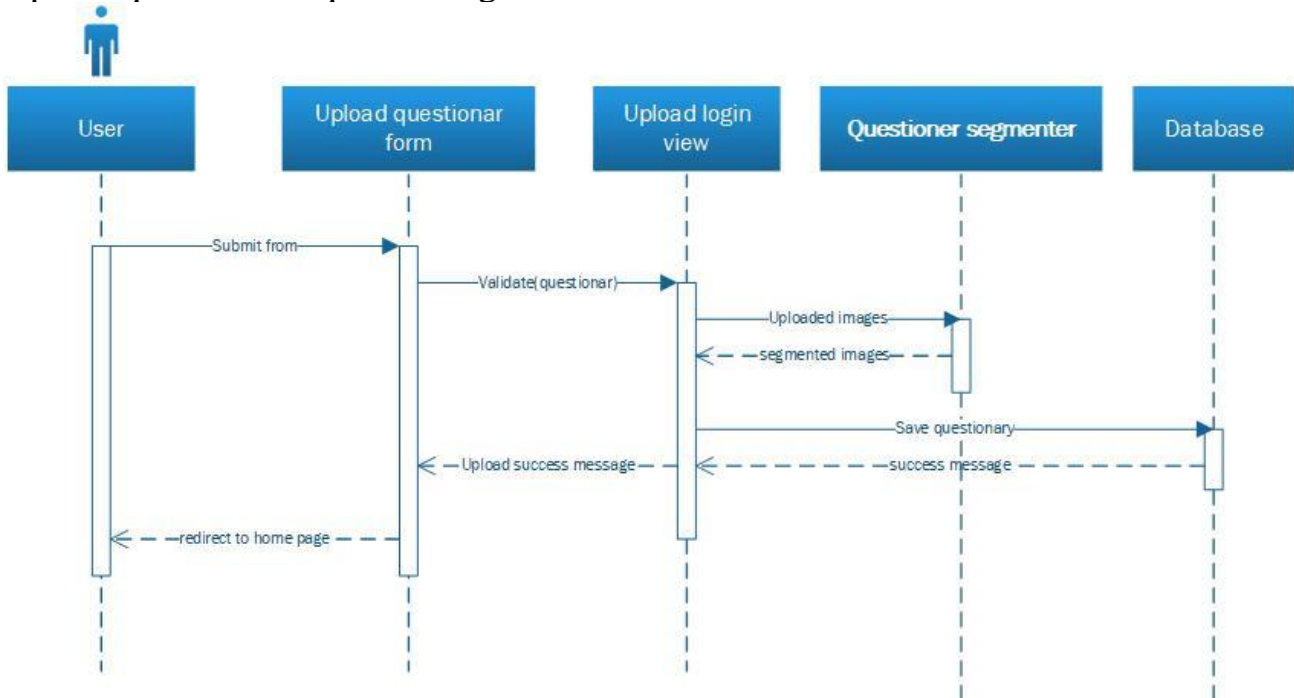 User
Upload questionar
form
Upload login
view
Questioner segmenter
Database
Submit from
Validate(questionar)
Uploaded images
segmented images
Save questionary
Upload success message
success message
redirect to home page